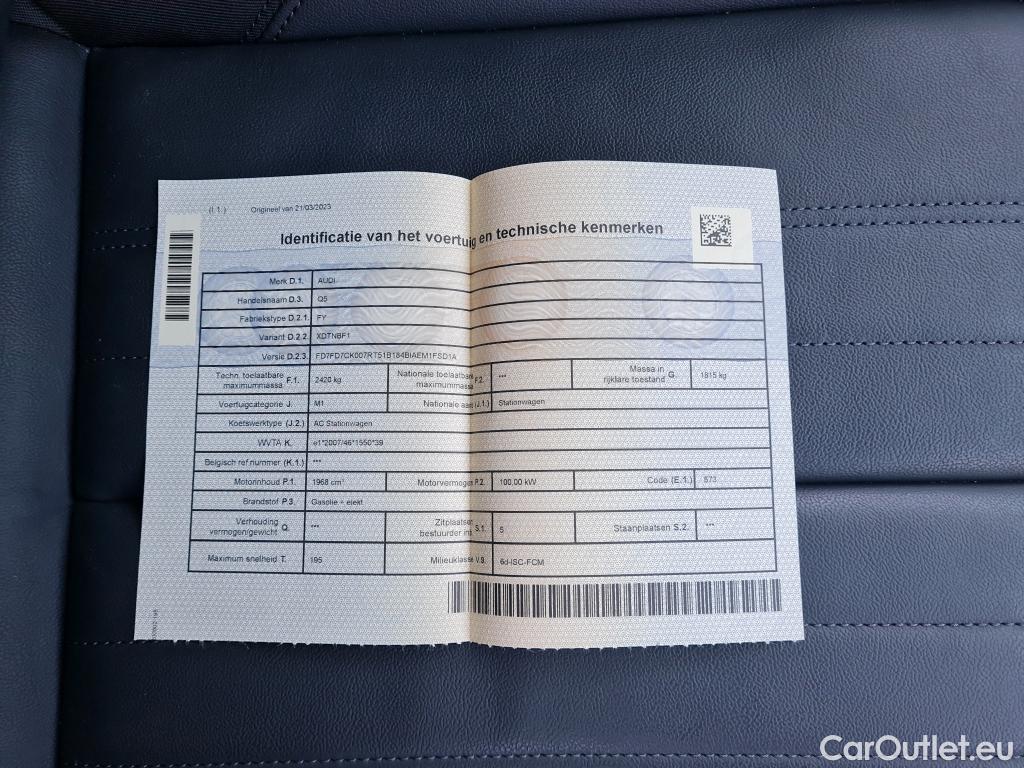 (I.1.) Origineel van 21/03/2023
Identificatie van het voertuig en technische kenmerken
Merk D.1. AUDI
Handelsnaam D.3. Q5
Fabriekstype D.2.1. FY
Variant D.2.2. XDTNBF1
Versie D.2.3. FD7FD7CK007RT51B184BIAEM1FSD1A
Techn. toelaatbare maximummassa F.1. 2420 kg Nationale toelaatbare maximummassa F.2. *** Massa in rijklare toestand G. 1815 kg
Voertuigcategorie J. M1 Nationale aard (J.1.) Stationwagen
Koetswerktype (J.2.) AC Stationwagen
WVTA K. e1*2007/46*1550*39
Belgisch ref nummer (K.1.) ***
Motorinhoud P.1. 1968 cm³ Motorvermogen P.2. 100,00 kW Code (E.1.) 573
Brandstof P.3. Gasolie + elekt
Verhouding vermogen/gewicht Q. *** Zitplaatsen bestuurder inc. S.1. 5 Staanplaatsen S.2. ***
Maximum snelheid T. 195 Milieuklasse V.9. 6d-ISC-FCM
CarOutlet.eu